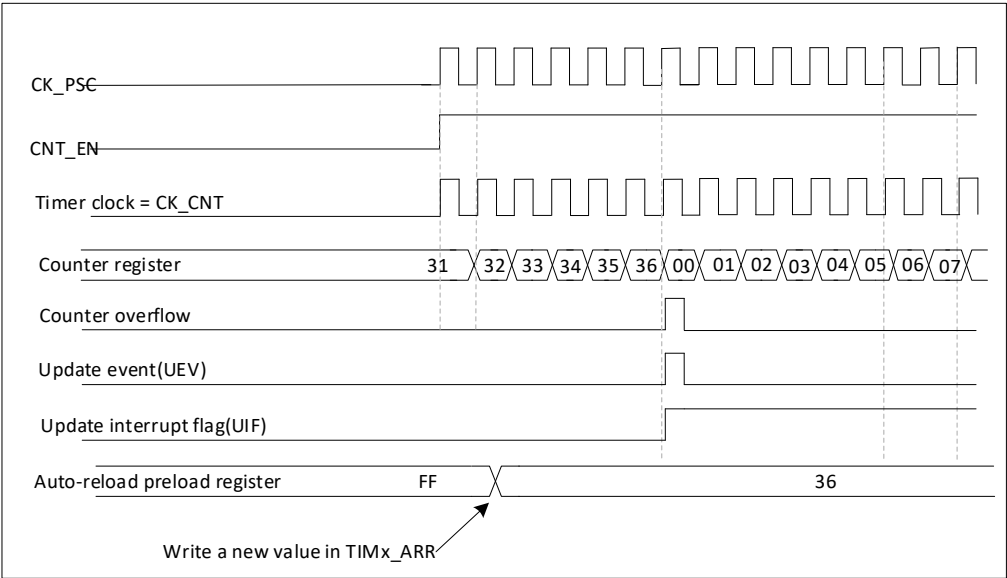 CK_PSC
CNT_EN
Timer clock = CK_CNT
Counter register 31 32 33 34 35 36 00 01 02 03 04 05 06 07
Counter overflow
Update event(UEV)
Update interrupt flag(UIF)
Auto-reload preload register FF 36
Write a new value in TIMx_ARR